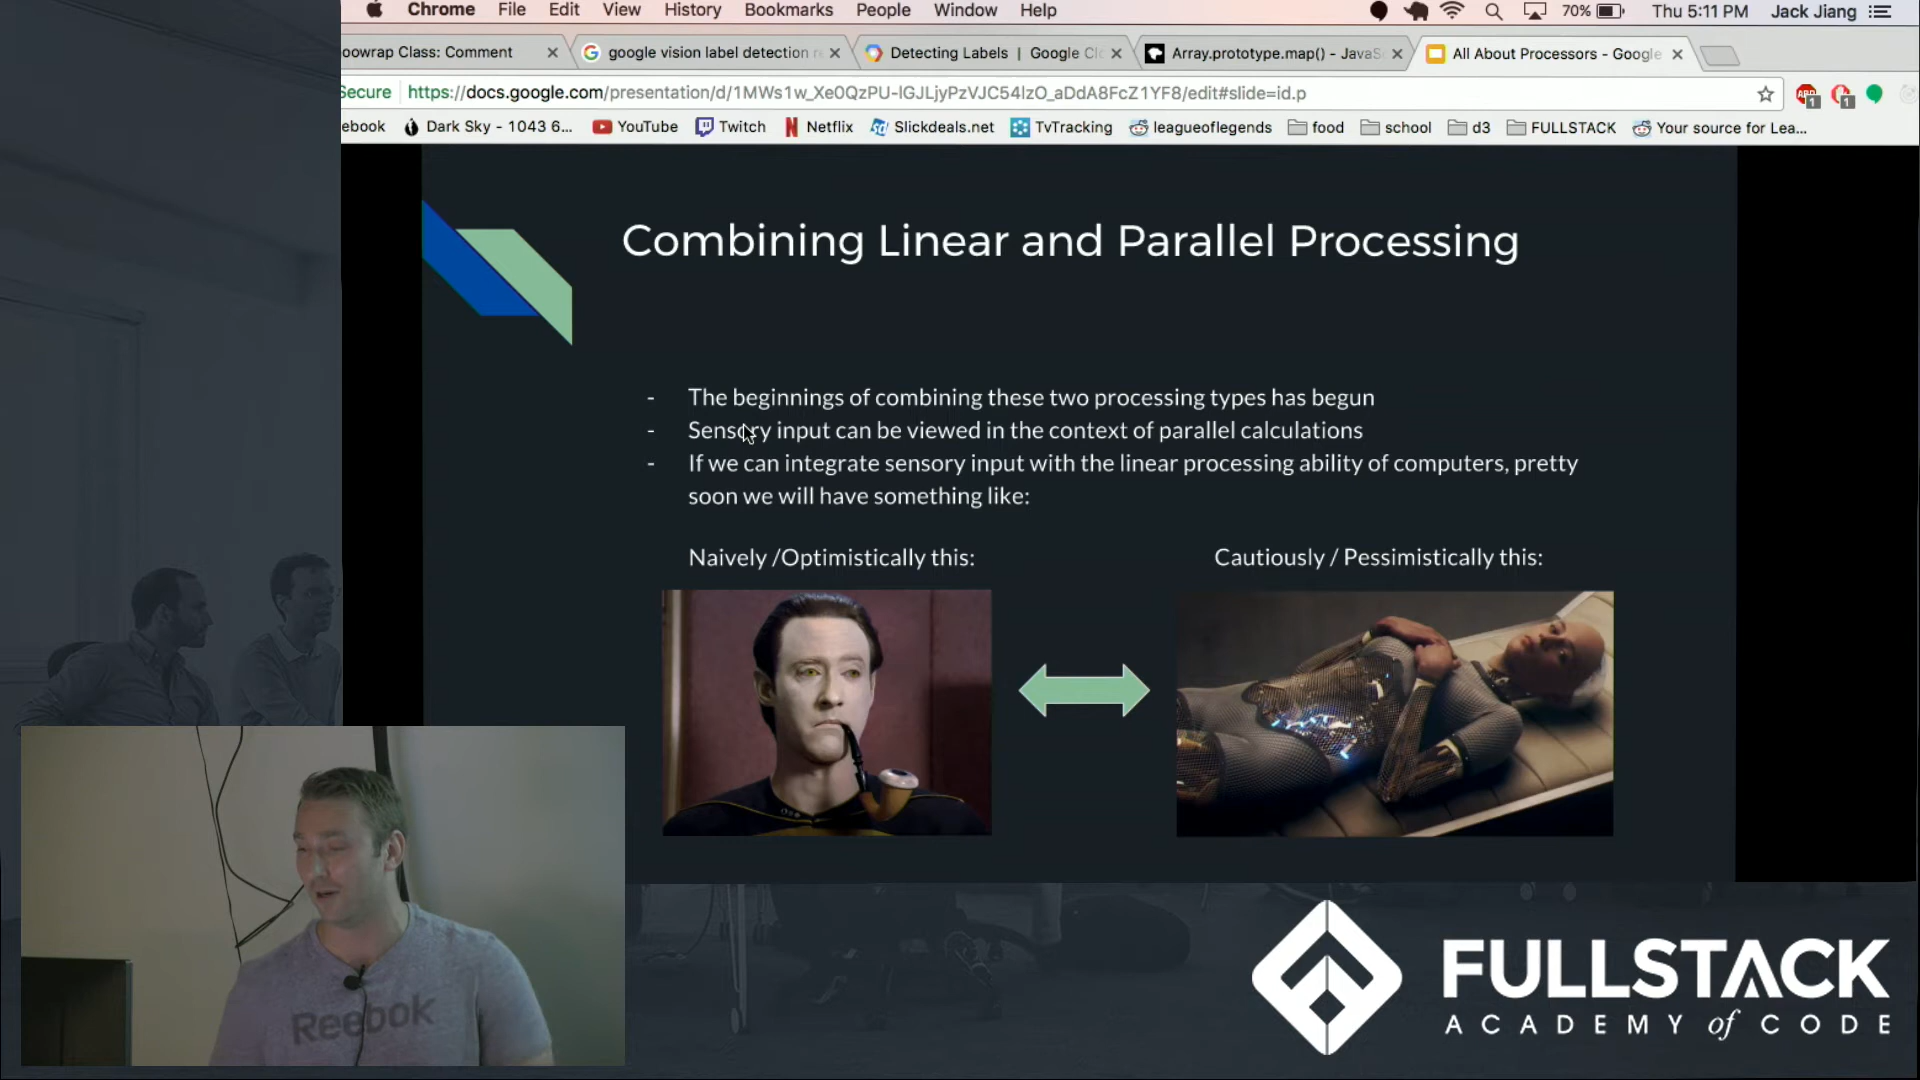 Chrome File Edit View History Bookmarks People Window Help 70% Thu 5:11 PM Jack Jiang
oowrap Class: Comment google vision label detection r Detecting Labels | Google Cl Array.prototype.map() - JavaS All About Processors - Google
Secure https://docs.google.com/presentation/d/1MWs1w_Xe0QzPU-lGJLjyPzVJC54lzO_aDdA8FcZ1YF8/edit#slide=id.p
ebook Dark Sky - 1043 6... YouTube Twitch Netflix Slickdeals.net TvTracking leagueoflegends food school d3 FULLSTACK Your source for Lea...
Combining Linear and Parallel Processing
- The beginnings of combining these two processing types has begun
- Sensory input can be viewed in the context of parallel calculations
- If we can integrate sensory input with the linear processing ability of computers, pretty
soon we will have something like:
Naively /Optimistically this: Cautiously / Pessimistically this:
Reebok
FULLSTACK
ACADEMY of CODE